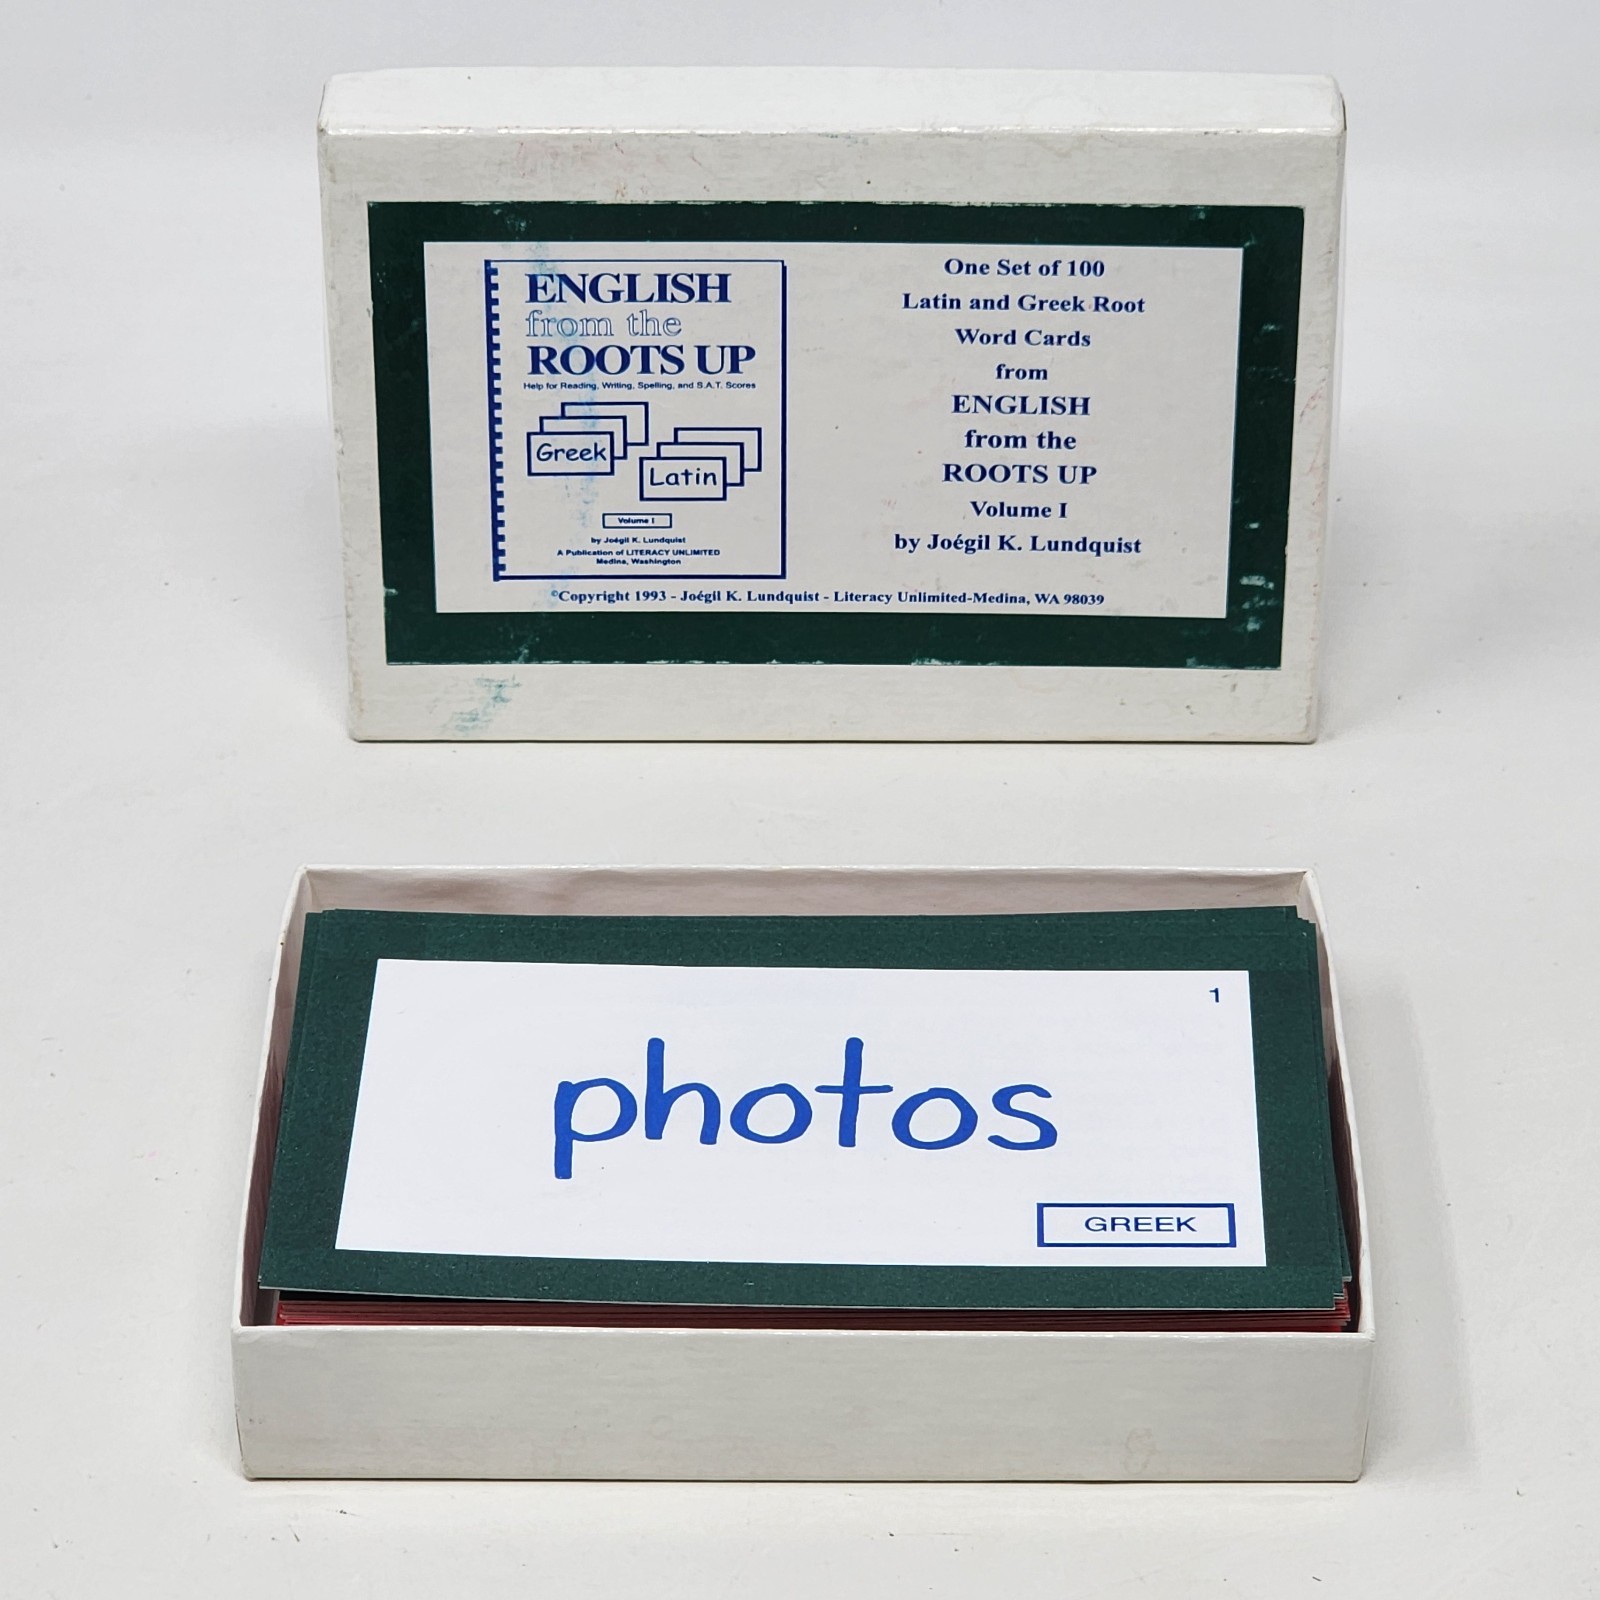 ENGLISH
from the
ROOTS UP
Help for Reading, Writing, Spelling, and S.A.T. Scores
Greek
Latin
Volume I
by Joégil K. Lundquist
A Publication of LITERACY UNLIMITED
Medina, Washington
One Set of 100
Latin and Greek Root
Word Cards
from
ENGLISH
from the
ROOTS UP
Volume I
by Joégil K. Lundquist
©Copyright 1993 - Joégil K. Lundquist - Literacy Unlimited-Medina, WA 98039
1
photos
GREEK